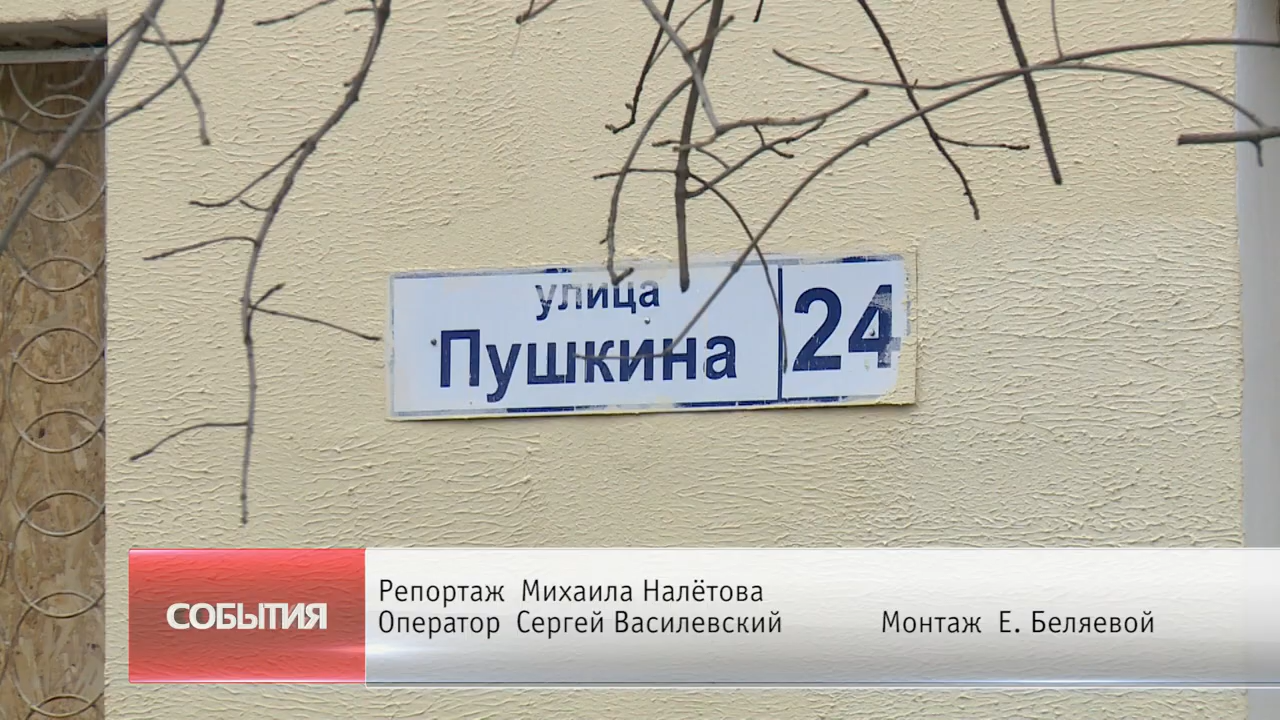 улица
Пушкина 24
СОБЫТИЯ
Репортаж Михаила Налётова
Оператор Сергей Василевский Монтаж Е. Беляевой